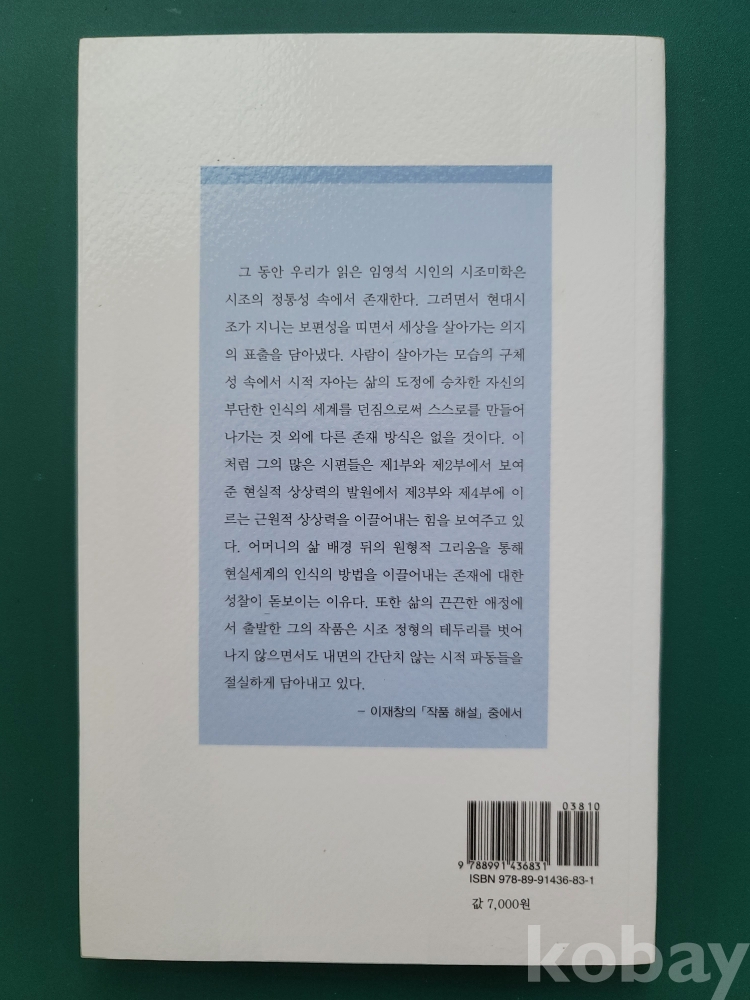 그 동안 우리가 읽은 임영석 시인의 시조미학은
시조의 정통성 속에서 존재한다. 그러면서 현대시
조가 지니는 보편성을 띠면서 세상을 살아가는 의지
의 표출을 담아냈다. 사람이 살아가는 모습의 구체
성 속에서 시적 자아는 삶의 도정에 승차한 자신의
부단한 인식의 세계를 던짐으로써 스스로를 만들어
나가는 것 외에 다른 존재 방식은 없을 것이다. 이
처럼 그의 많은 시편들은 제1부와 제2부에서 보여
준 현실적 상상력의 발원에서 제3부와 제4부에 이
르는 근원적 상상력을 이끌어내는 힘을 보여주고 있
다. 어머니의 삶 배경 뒤의 원형적 그리움을 통해
현실세계의 인식의 방법을 이끌어내는 존재에 대한
성찰이 돋보이는 이유다. 또한 삶의 끈끈한 애정에
서 출발한 그의 작품은 시조 정형의 테두리를 벗어
나지 않으면서도 내면의 간단치 않는 시적 파동들을
절실하게 담아내고 있다.
– 이재창의 「작품 해설」 중에서
03810
9 788991 436831
ISBN 978-89-91436-83-1
값 7,000원
kobay